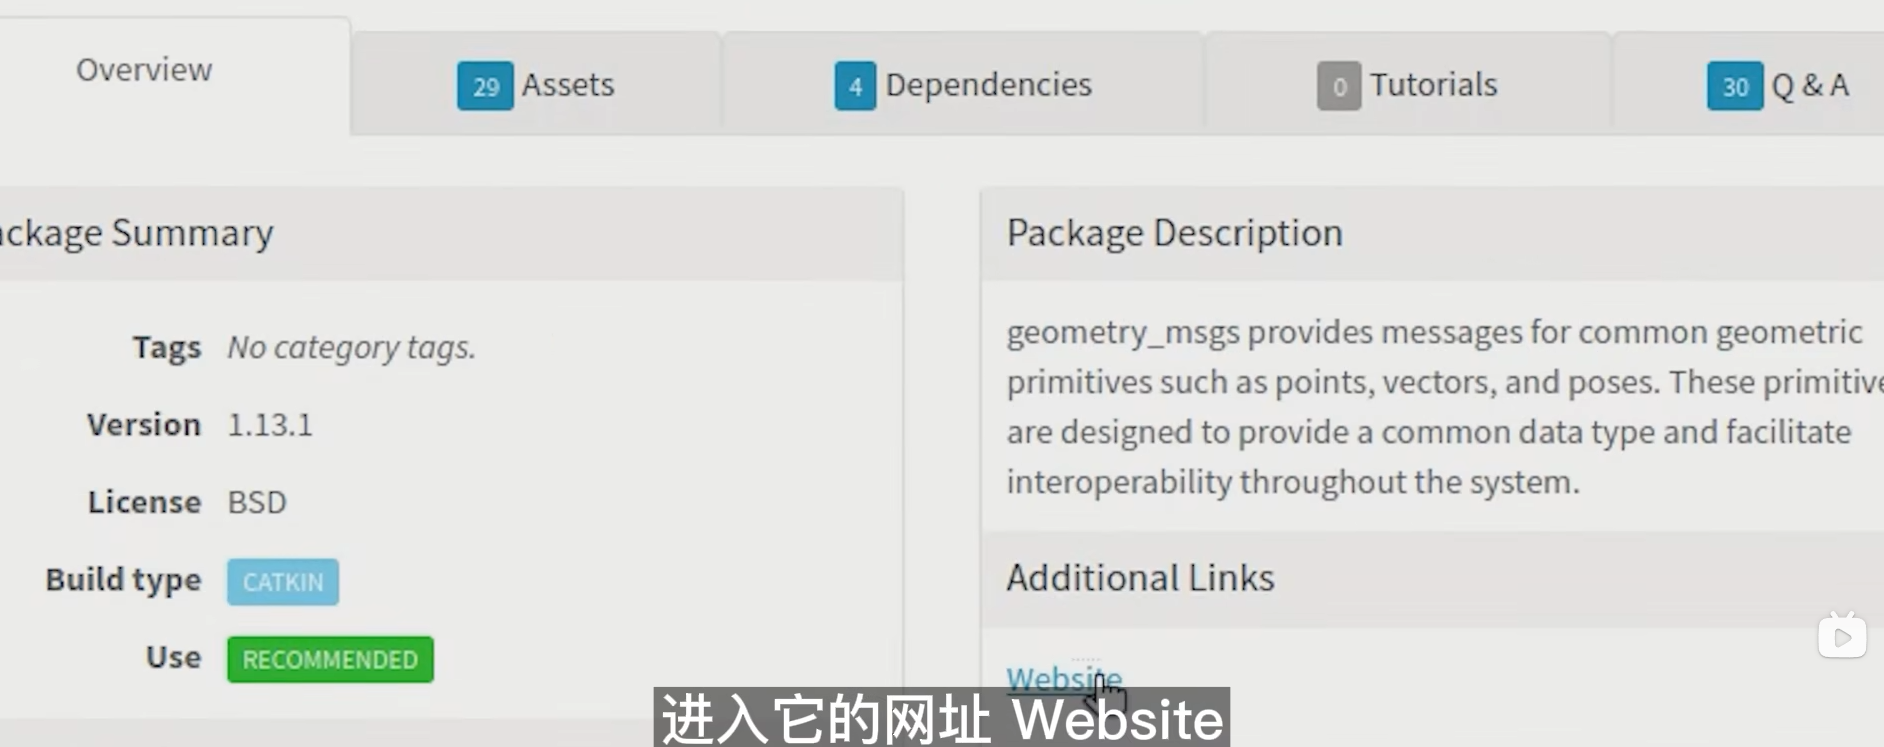 Overview
29 Assets
4 Dependencies
0 Tutorials
30 Q & A
ackage Summary
Tags No category tags.
Version 1.13.1
License BSD
Build type CATKIN
Use RECOMMENDED
Package Description
geometry_msgs provides messages for common geometric
primitives such as points, vectors, and poses. These primitive
are designed to provide a common data type and facilitate
interoperability throughout the system.
Additional Links
Website
进入它的网址 Website